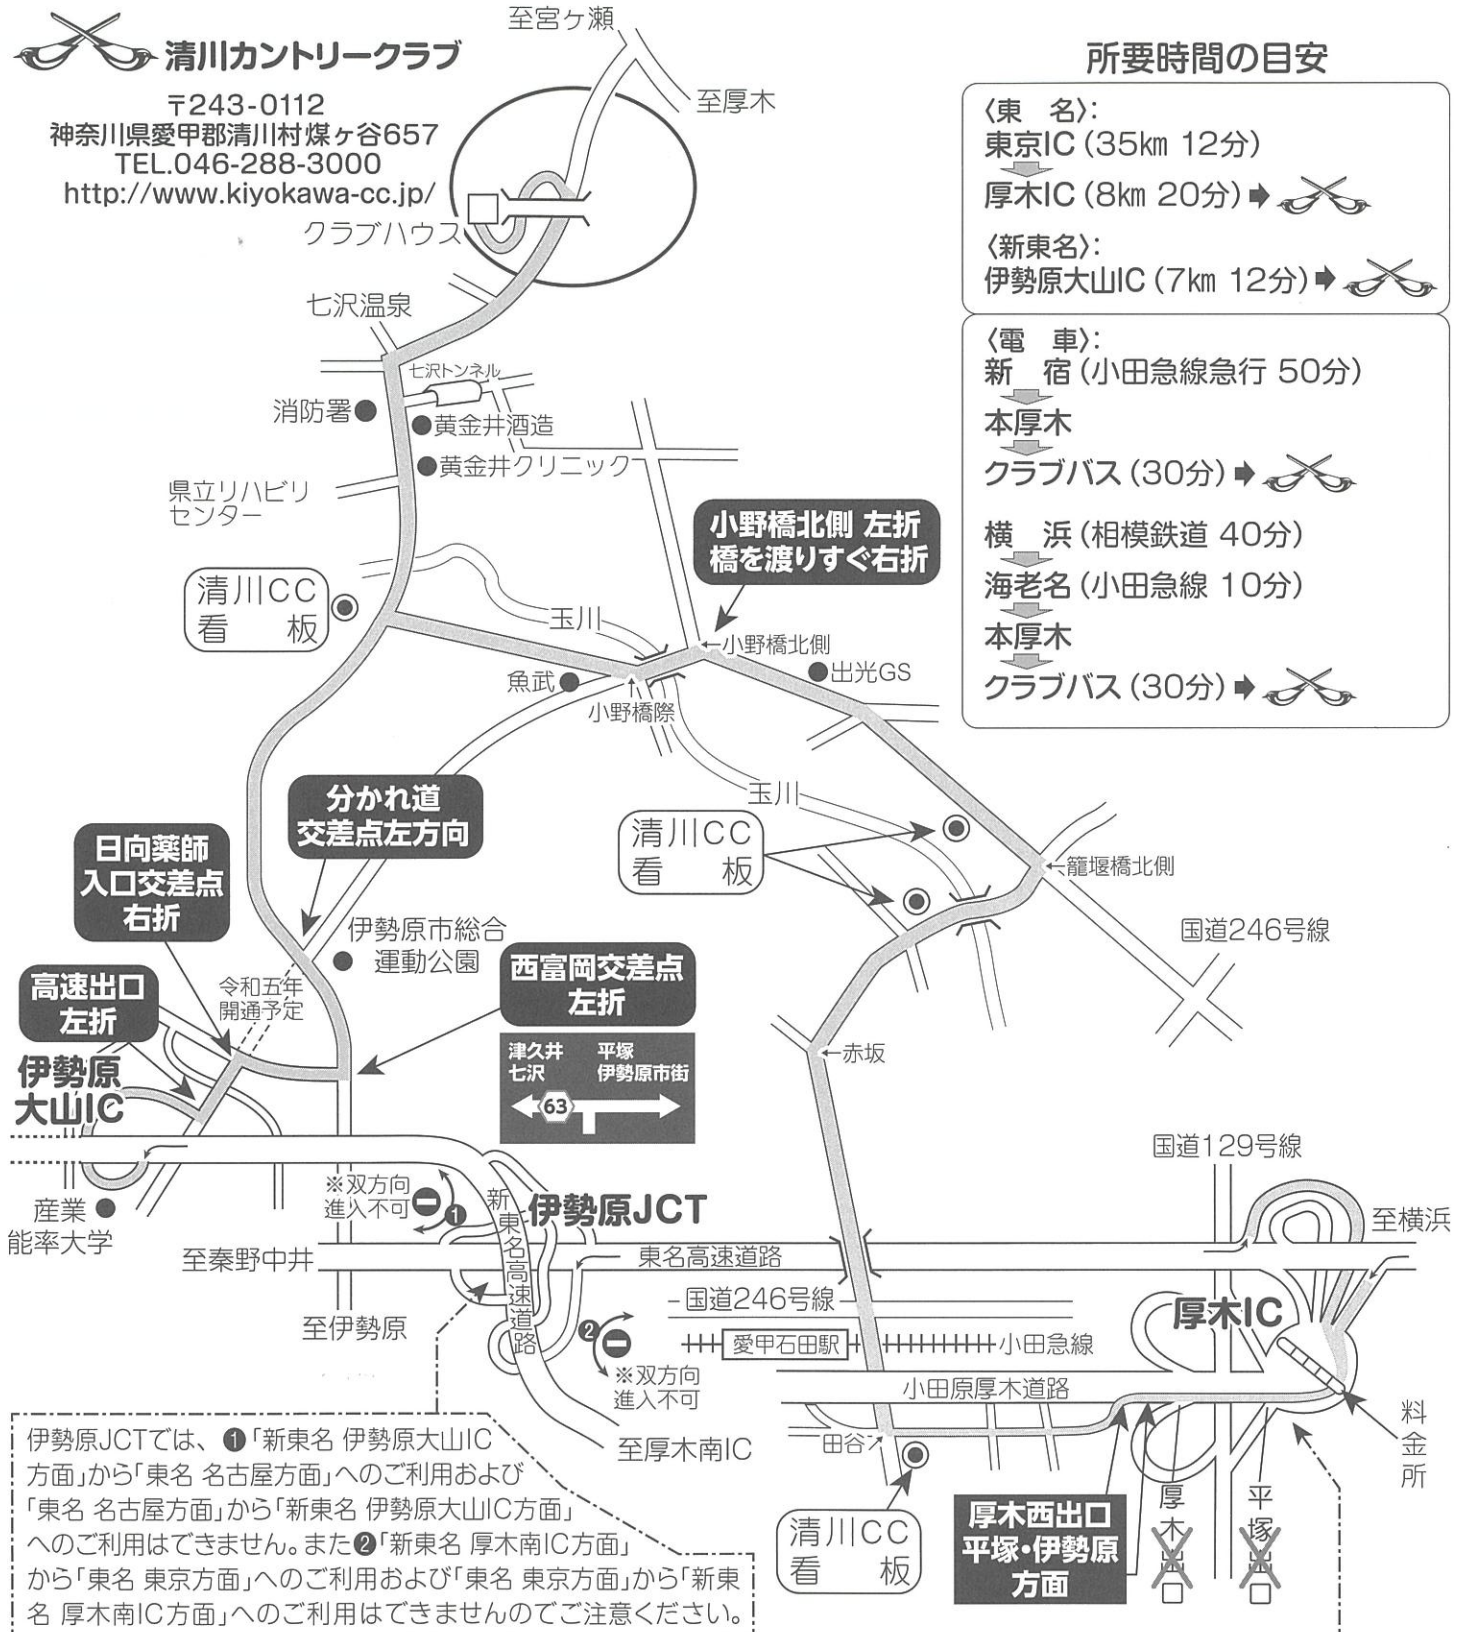 清川カントリークラブ
〒243-0112
神奈川県愛甲郡清川村煤ヶ谷657
TEL.046-288-3000
http://www.kiyokawa-cc.jp/
至宮ヶ瀬
至厚木
クラブハウス
所要時間の目安
〈東　名〉:
東京IC (35km 12分)
厚木IC (8km 20分)
〈新東名〉:
伊勢原大山IC (7km 12分)
〈電　車〉:
新　宿 (小田急線急行 50分)
本厚木
クラブバス (30分)
横　浜 (相模鉄道 40分)
海老名 (小田急線 10分)
本厚木
クラブバス (30分)
七沢温泉
七沢トンネル
消防署
黄金井酒造
黄金井クリニック
県立リハビリ
センター
小野橋北側 左折
橋を渡りすぐ右折
清川CC
看　板
玉川
←小野橋北側
魚武
出光GS
小野橋際
玉川
分かれ道
交差点左方向
清川CC
看　板
日向薬師
入口交差点
右折
←籠堰橋北側
国道246号線
伊勢原市総合
運動公園
西富岡交差点
左折
令和五年
開通予定
高速出口
左折
伊勢原
大山IC
津久井　平塚
七沢　伊勢原市街
63
←赤坂
国道129号線
産業
能率大学
※双方向
進入不可
❶
新東名高速道路
伊勢原JCT
至秦野中井
東名高速道路
至横浜
至伊勢原
国道246号線
厚木IC
❷
※双方向
進入不可
愛甲石田駅
小田急線
小田原厚木道路
料金所
至厚木南IC
田谷
清川CC
看　板
厚木西出口
平塚・伊勢原
方面
厚木出口
平塚出口
伊勢原JCTでは、❶「新東名 伊勢原大山IC
方面」から「東名 名古屋方面」へのご利用および
「東名 名古屋方面」から「新東名 伊勢原大山IC方面」
へのご利用はできません。また❷「新東名 厚木南IC方面」
から「東名 東京方面」へのご利用および「東名 東京方面」から「新東
名 厚木南IC方面」へのご利用はできませんのでご注意ください。